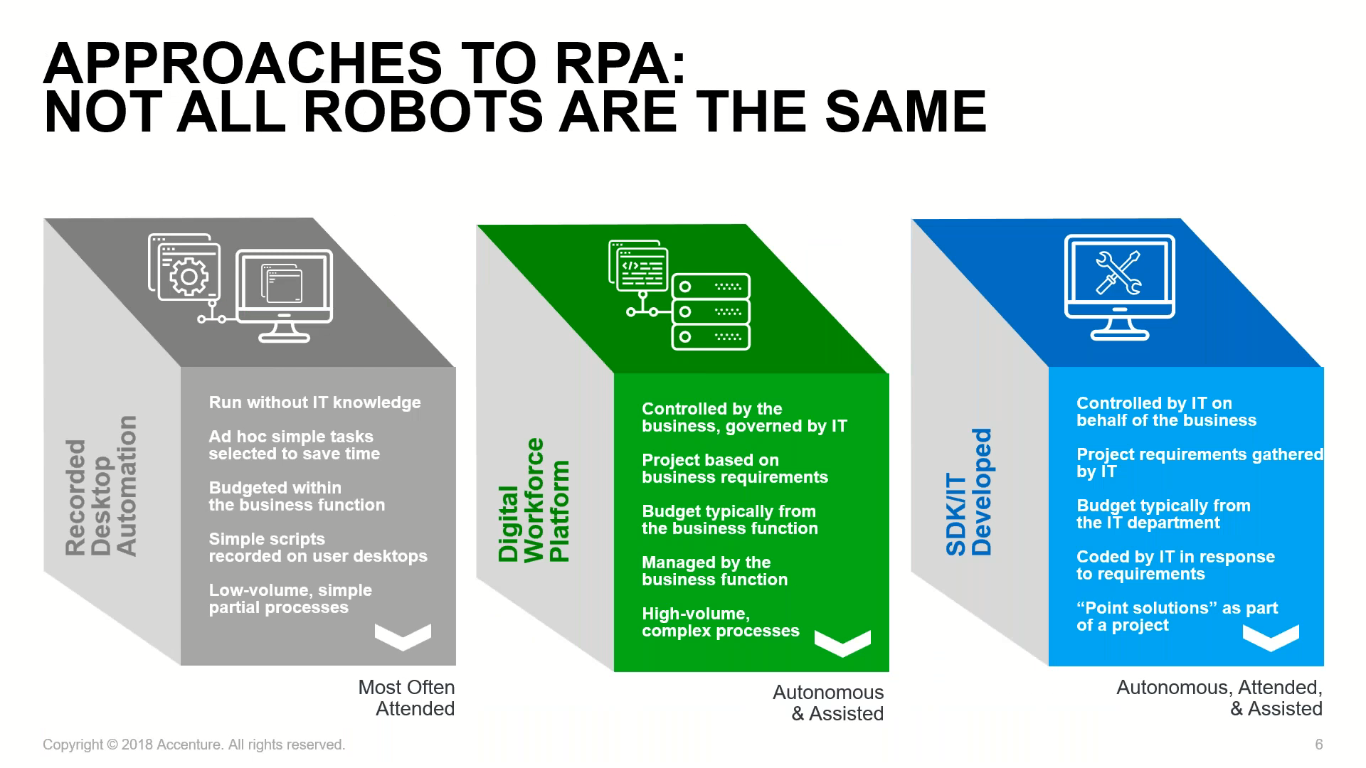 APPROACHES TO RPA:
NOT ALL ROBOTS ARE THE SAME
Recorded
Desktop
Automation
Run without IT knowledge
Ad hoc simple tasks
selected to save time
Budgeted within
the business function
Simple scripts
recorded on user desktops
Low-volume, simple
partial processes
Most Often
Attended
Digital
Workforce
Platform
Controlled by the
business, governed by IT
Project based on
business requirements
Budget typically from
the business function
Managed by the
business function
High-volume,
complex processes
Autonomous
& Assisted
SDK/IT
Developed
Controlled by IT on
behalf of the business
Project requirements gathered
by IT
Budget typically from
the IT department
Coded by IT in response
to requirements
“Point solutions” as part
of a project
Autonomous, Attended,
& Assisted
Copyright © 2018 Accenture. All rights reserved.
6